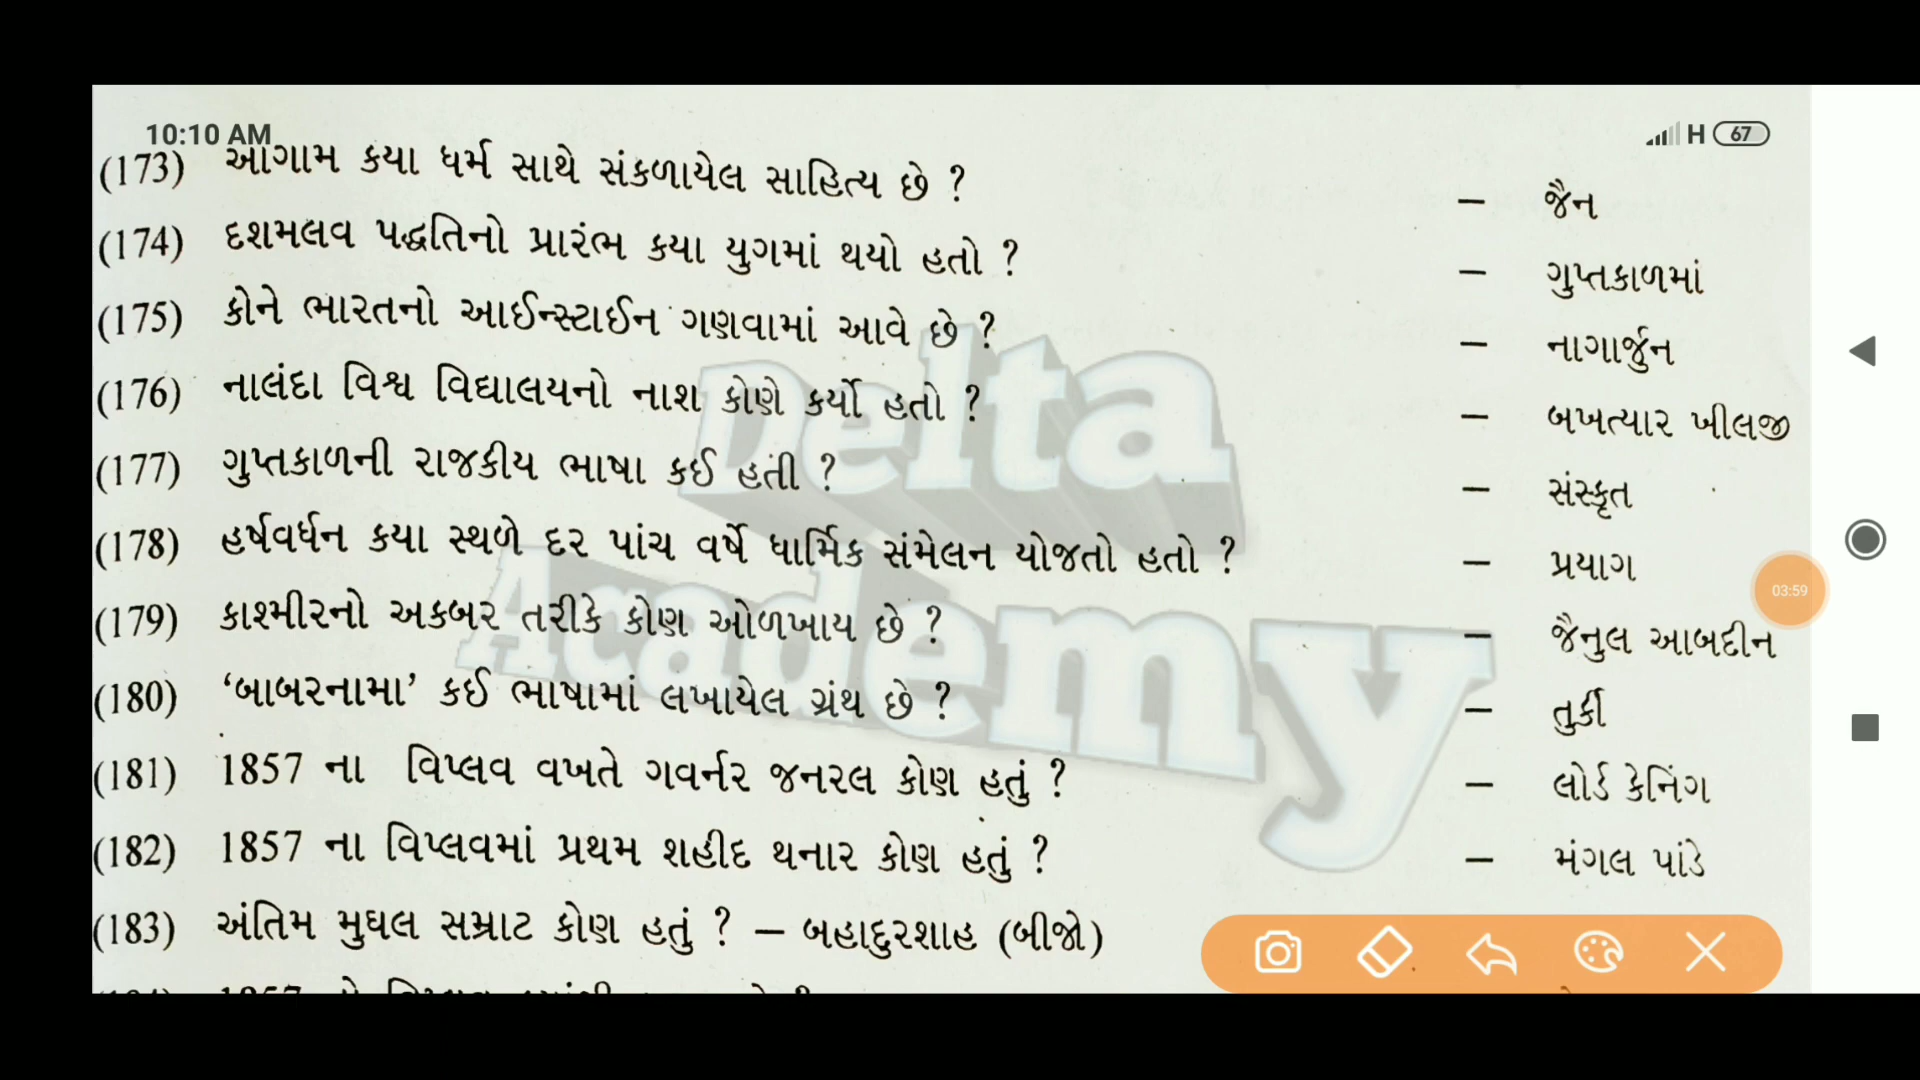 10:10 AM H 67
(173) આગામ કયા ધર્મ સાથે સંકળાયેલ સાહિત્ય છે ? – જૈન
(174) દશમલવ પદ્ધતિનો પ્રારંભ કયા યુગમાં થયો હતો ? – ગુપ્તકાળમાં
(175) કોને ભારતનો આઈન્સ્ટાઈન ગણવામાં આવે છે ? – નાગાર્જુન
(176) નાલંદા વિશ્વ વિદ્યાલયનો નાશ કોણે કર્યો હતો ? – બખત્યાર ખીલજી
(177) ગુપ્તકાળની રાજકીય ભાષા કઈ હતી ? – સંસ્કૃત
(178) હર્ષવર્ધન કયા સ્થળે દર પાંચ વર્ષે ધાર્મિક સંમેલન યોજતો હતો ? – પ્રયાગ
03:59
(179) કાશ્મીરનો અકબર તરીકે કોણ ઓળખાય છે ? – જૈનુલ આબદીન
(180) ‘બાબરનામા’ કઈ ભાષામાં લખાયેલ ગ્રંથ છે ? – તુર્કી
(181) 1857 ના વિપ્લવ વખતે ગવર્નર જનરલ કોણ હતું ? – લોર્ડ કેનિંગ
(182) 1857 ના વિપ્લવમાં પ્રથમ શહીદ થનાર કોણ હતું ? – મંગલ પાંડે
(183) અંતિમ મુઘલ સમ્રાટ કોણ હતું ? – બહાદુરશાહ (બીજો)
Delta
Academy